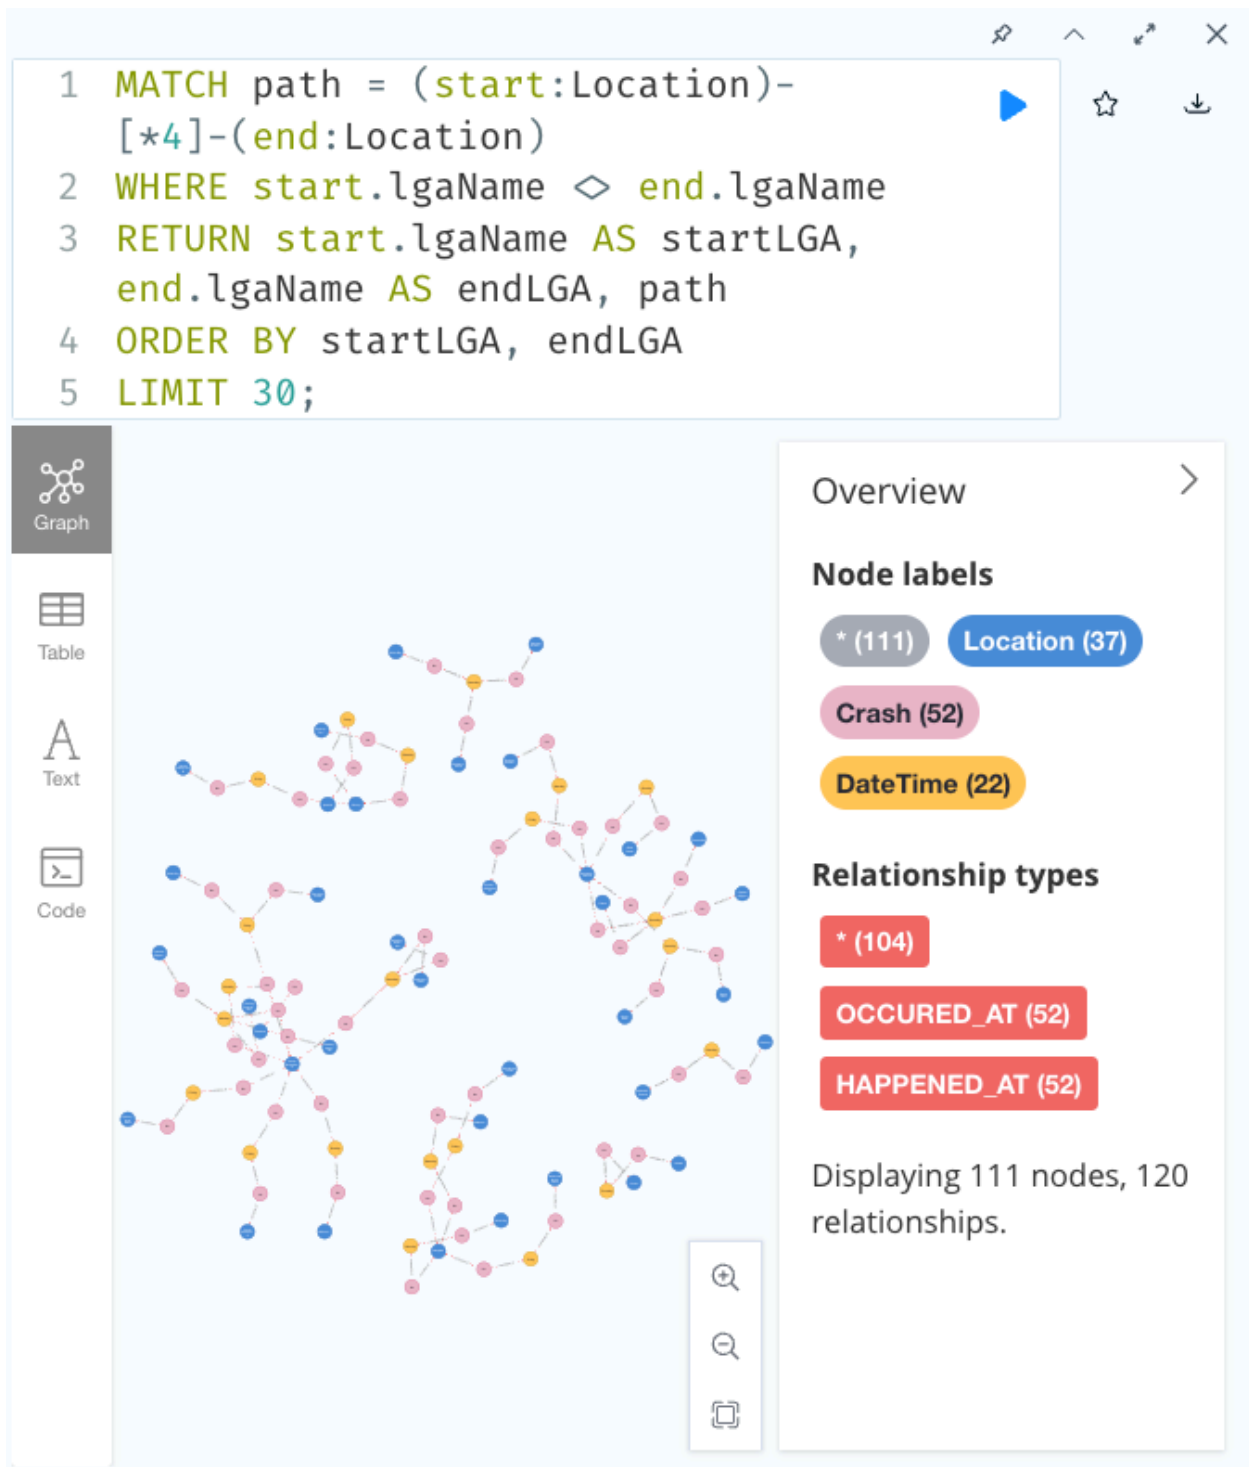 1 MATCH path = (start:Location)-
[*4]-(end:Location)
2 WHERE start.lgaName <> end.lgaName
3 RETURN start.lgaName AS startLGA,
end.lgaName AS endLGA, path
4 ORDER BY startLGA, endLGA
5 LIMIT 30;
Graph
Table
Text
Code
Overview
Node labels
* (111) Location (37)
Crash (52)
DateTime (22)
Relationship types
* (104)
OCCURED_AT (52)
HAPPENED_AT (52)
Displaying 111 nodes, 120
relationships.